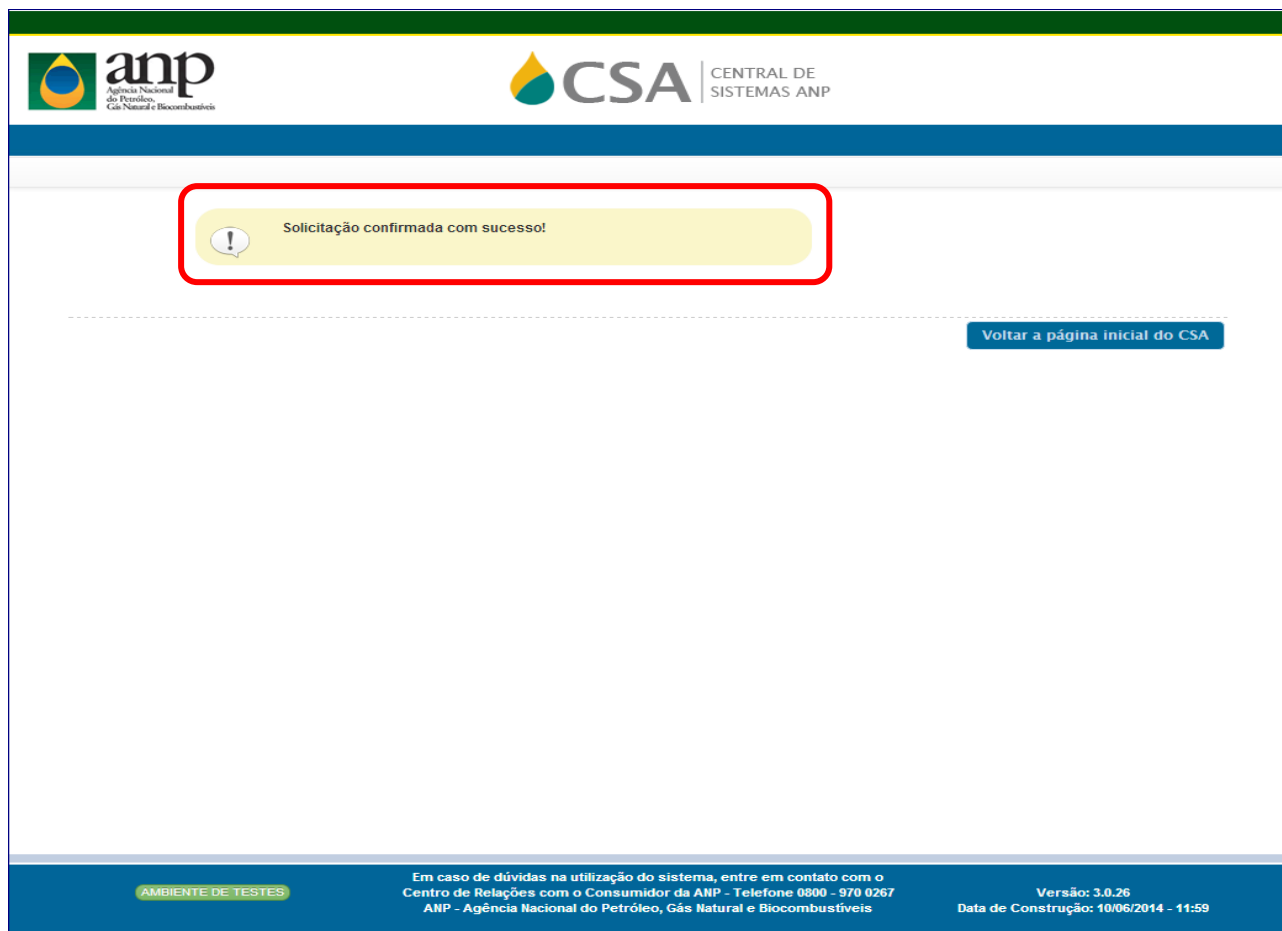 anp
Agência Nacional
do Petróleo,
Gás Natural e Biocombustíveis
CSA
CENTRAL DE
SISTEMAS ANP
Solicitação confirmada com sucesso!
Voltar a página inicial do CSA
AMBIENTE DE TESTES
Em caso de dúvidas na utilização do sistema, entre em contato com o
Centro de Relações com o Consumidor da ANP - Telefone 0800 - 970 0267
ANP - Agência Nacional do Petróleo, Gás Natural e Biocombustíveis
Versão: 3.0.26
Data de Construção: 10/06/2014 - 11:59